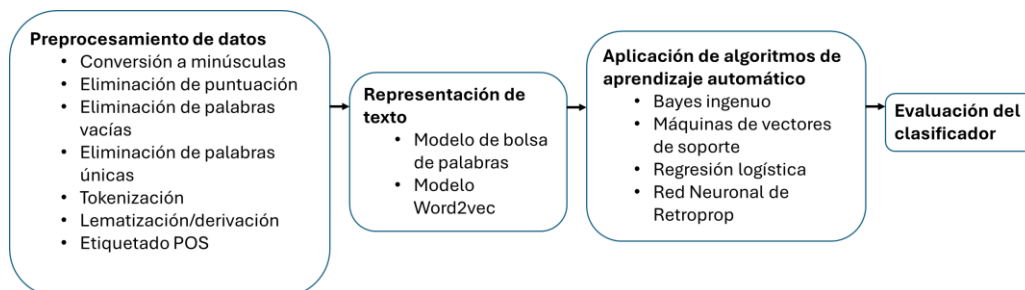 Preprocesamiento de datos
• Conversión a minúsculas
• Eliminación de puntuación
• Eliminación de palabras
vacías
• Eliminación de palabras
únicas
• Tokenización
• Lematización/derivación
• Etiquetado POS
Representación de
texto
• Modelo de bolsa
de palabras
• Modelo
Word2vec
Aplicación de algoritmos de
aprendizaje automático
• Bayes ingenuo
• Máquinas de vectores
de soporte
• Regresión logística
• Red Neuronal de
Retroprop
Evaluación del
clasificador